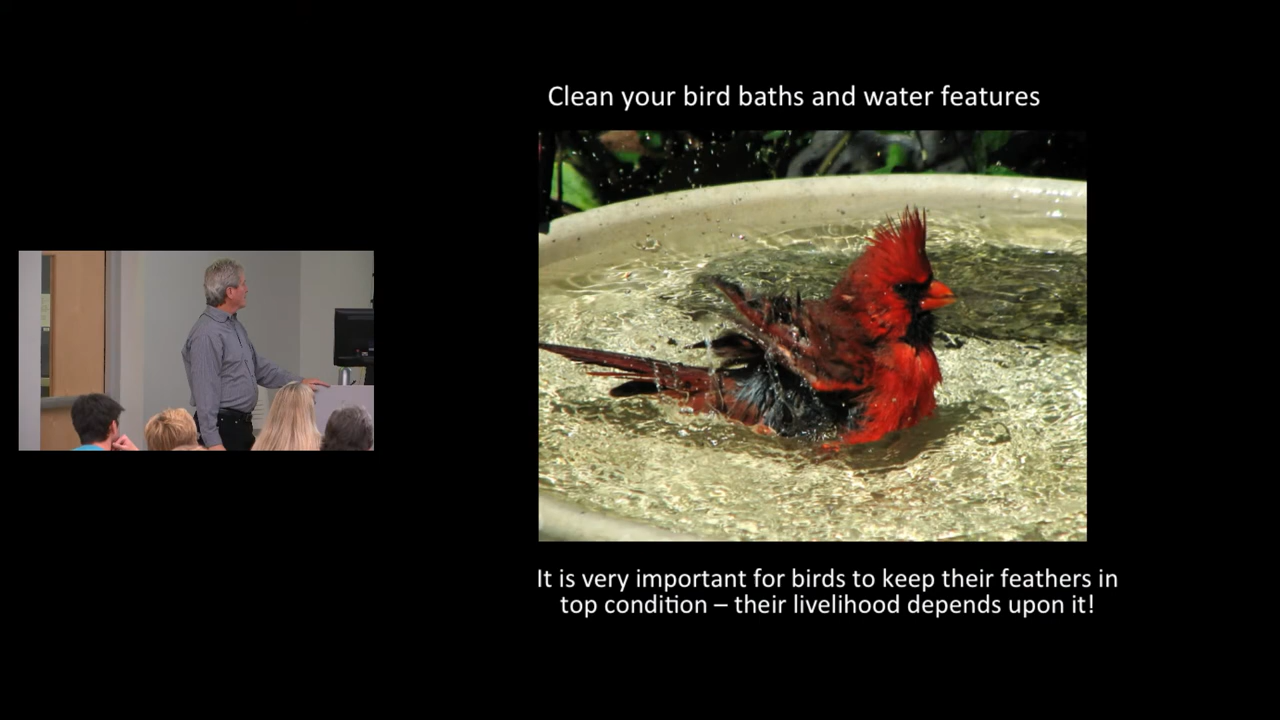 Clean your bird baths and water features
It is very important for birds to keep their feathers in
top condition – their livelihood depends upon it!